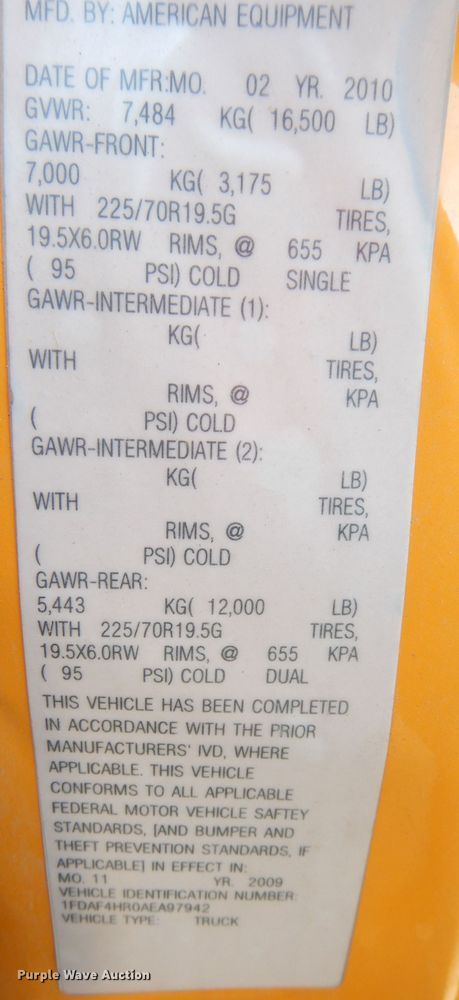 MFD. BY: AMERICAN EQUIPMENT
DATE OF MFR:MO. 02 YR. 2010
GVWR: 7,484 KG( 16,500 LB)
GAWR-FRONT:
7,000 KG( 3,175 LB)
WITH 225/70R19.5G TIRES,
19.5X6.0RW RIMS, @ 655 KPA
( 95 PSI) COLD SINGLE
GAWR-INTERMEDIATE (1):
KG( LB)
WITH TIRES,
RIMS, @ KPA
( PSI) COLD
GAWR-INTERMEDIATE (2):
KG( LB)
WITH TIRES,
RIMS, @ KPA
( PSI) COLD
GAWR-REAR:
5,443 KG( 12,000 LB)
WITH 225/70R19.5G TIRES,
19.5X6.0RW RIMS, @ 655 KPA
( 95 PSI) COLD DUAL
THIS VEHICLE HAS BEEN COMPLETED
IN ACCORDANCE WITH THE PRIOR
MANUFACTURERS' IVD, WHERE
APPLICABLE. THIS VEHICLE
CONFORMS TO ALL APPLICABLE
FEDERAL MOTOR VEHICLE SAFTEY
STANDARDS, [AND BUMPER AND
THEFT PREVENTION STANDARDS, IF
APPLICABLE] IN EFFECT IN:
MO. 11 YR. 2009
VEHICLE IDENTIFICATION NUMBER:
1FDAF4HR0AEA97942
VEHICLE TYPE: TRUCK
Purple Wave Auction